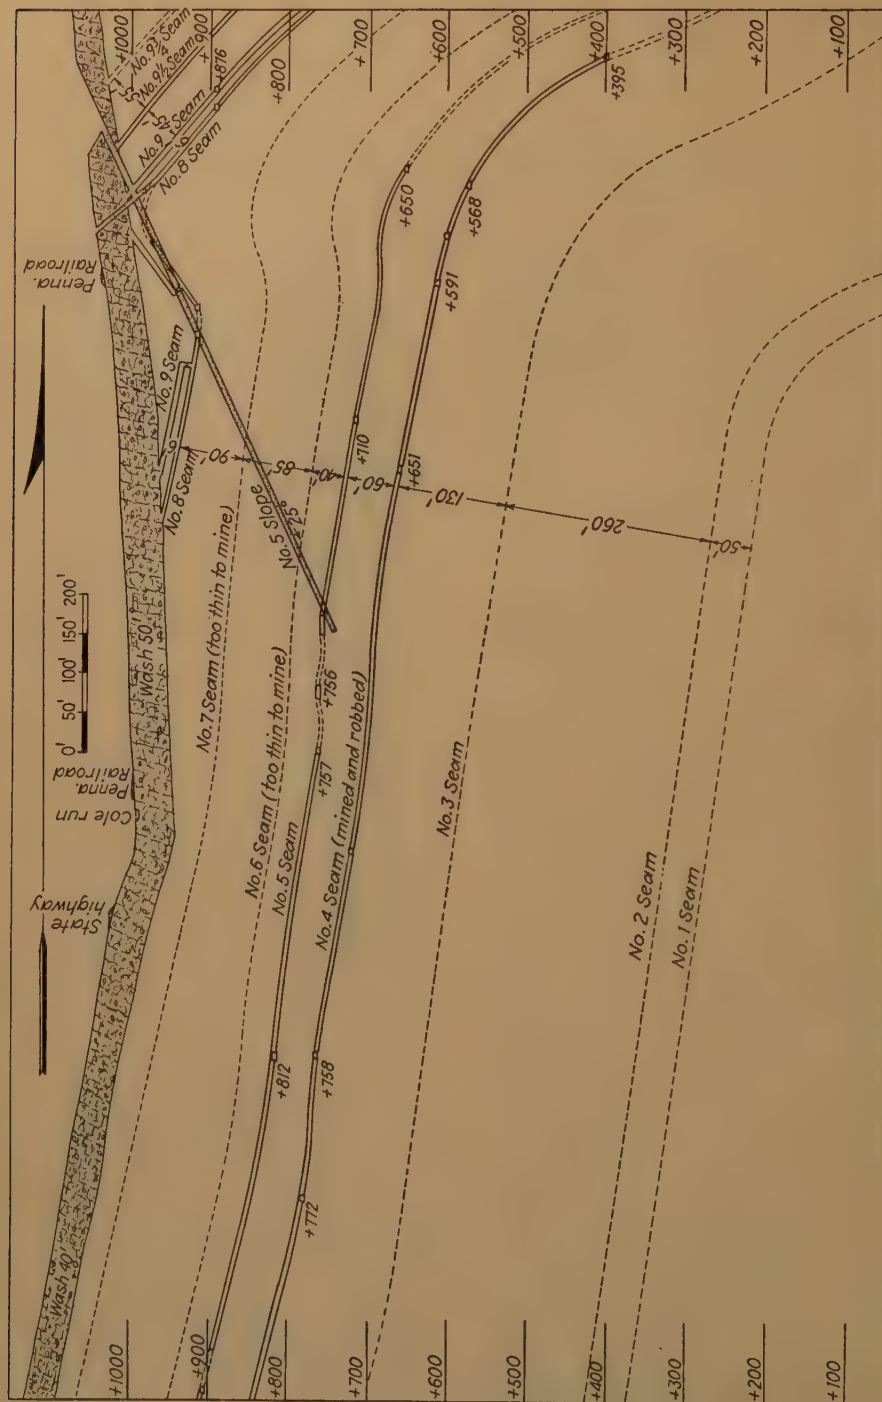 State
highway
Cole run
Penna.
Railroad
Penna.
Railroad
0' 50' 100' 150' 200'
Wash 40'
Wash 50'
No.9 3/4 Seam
No.9 1/2 Seam
No.9 Seam
No.8 Seam
No.9 Seam
No.8 Seam
No.7 Seam (too thin to mine)
No.6 Seam (too thin to mine)
No.5 Seam
No.5 Slope
25°
No.4 Seam (mined and robbed)
No.3 Seam
No. 2 Seam
No. 1 Seam
90'
85'
40'
60'
130'
260'
50'
+876
+812
+757
+756
+710
+650
+772
+758
+651
+591
+568
+395
+1000
+900
+800
+700
+600
+500
+400
+300
+200
+100
+1000
+900
+800
+700
+600
+500
+400
+300
+200
+100